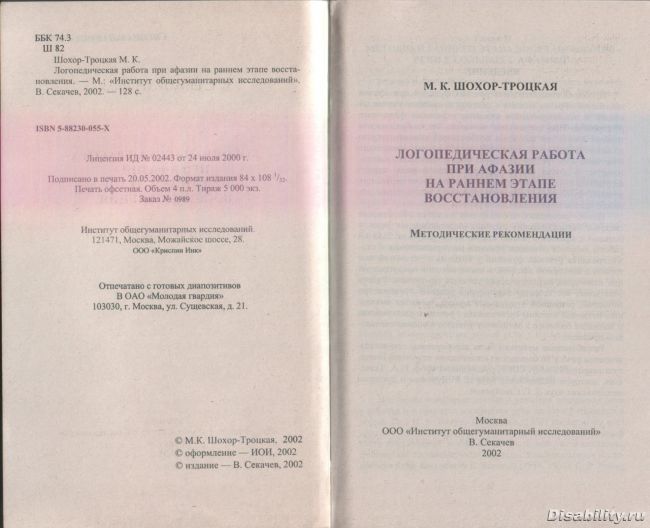 ББК 74.3
Ш 82
Шохор-Троцкая М. К.
Логопедическая работа при афазии на раннем этапе восста-
новления. — М.: «Институт общегуманитарных исследований».
В. Секачев, 2002. — 128 с.
ISBN 5-88230-055-X
Лицензия ИД № 02443 от 24 июля 2000 г.
Подписано в печать 20.05.2002. Формат издания 84 х 108 1/32.
Печать офсетная. Объем 4 п.л. Тираж 5 000 экз.
Заказ № 0989
Институт общегуманитарных исследований.
121471, Москва, Можайское шоссе, 28.
ООО «Криспин Инк»
Отпечатано с готовых диапозитивов
В ОАО «Молодая гвардия»
103030, г. Москва, ул. Сущевская, д. 21.
© М.К. Шохор-Троцкая, 2002
© оформление — ИОИ, 2002
© издание — В. Секачев, 2002
М. К. ШОХОР-ТРОЦКАЯ
ЛОГОПЕДИЧЕСКАЯ РАБОТА
ПРИ АФАЗИИ
НА РАННЕМ ЭТАПЕ
ВОССТАНОВЛЕНИЯ
МЕТОДИЧЕСКИЕ РЕКОМЕНДАЦИИ
Москва
ООО «Институт общегуманитарный исследований»
В. Секачев
2002
Disability.ru